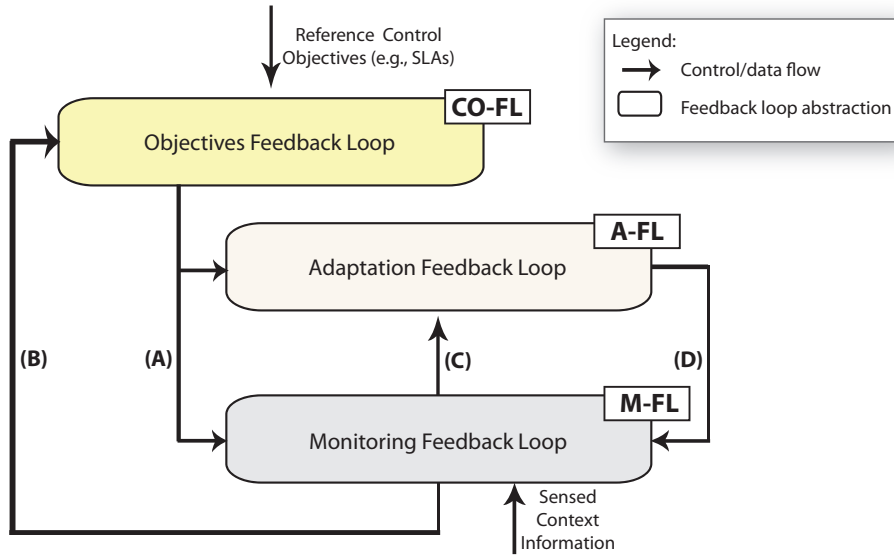 Reference Control
Objectives (e.g., SLAs)
Legend:
Control/data flow
Feedback loop abstraction
CO-FL
Objectives Feedback Loop
A-FL
Adaptation Feedback Loop
(B)
(A)
(C)
(D)
M-FL
Monitoring Feedback Loop
Sensed
Context
Information